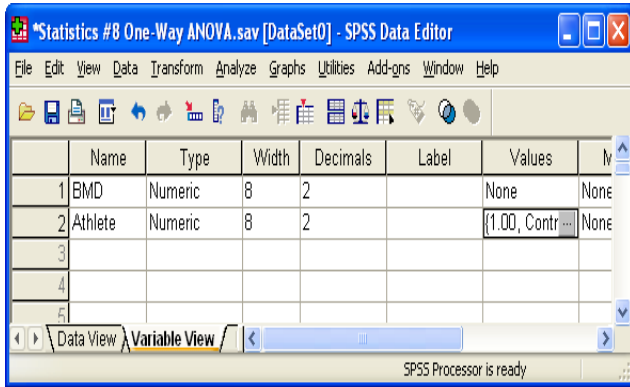 *Statistics #8 One-Way ANOVA.sav [DataSet0] - SPSS Data Editor
File Edit View Data Transform Analyze Graphs Utilities Add-ons Window Help
Name Type Width Decimals Label Values M
1 BMD Numeric 8 2 None None
2 Athlete Numeric 8 2 {1.00, Contr ... None
3
4
5
Data View Variable View
SPSS Processor is ready